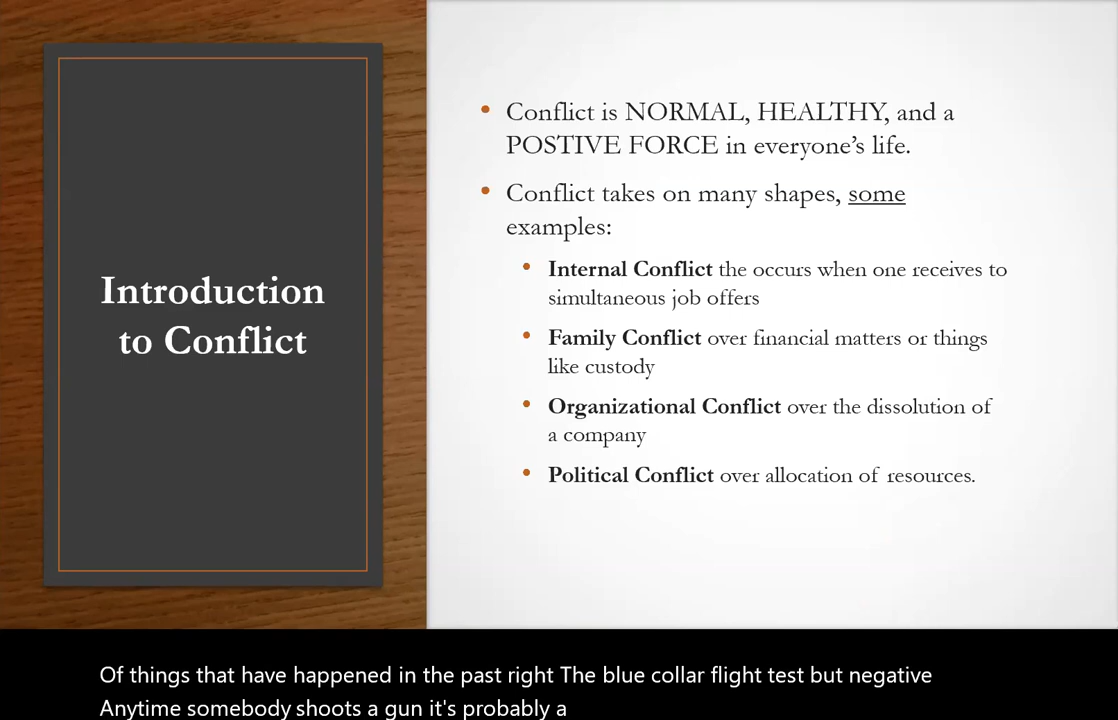 Introduction
to Conflict
• Conflict is NORMAL, HEALTHY, and a
POSTIVE FORCE in everyone’s life.
• Conflict takes on many shapes, some
examples:
• Internal Conflict the occurs when one receives to
simultaneous job offers
• Family Conflict over financial matters or things
like custody
• Organizational Conflict over the dissolution of
a company
• Political Conflict over allocation of resources.
Of things that have happened in the past right The blue collar flight test but negative
Anytime somebody shoots a gun it's probably a